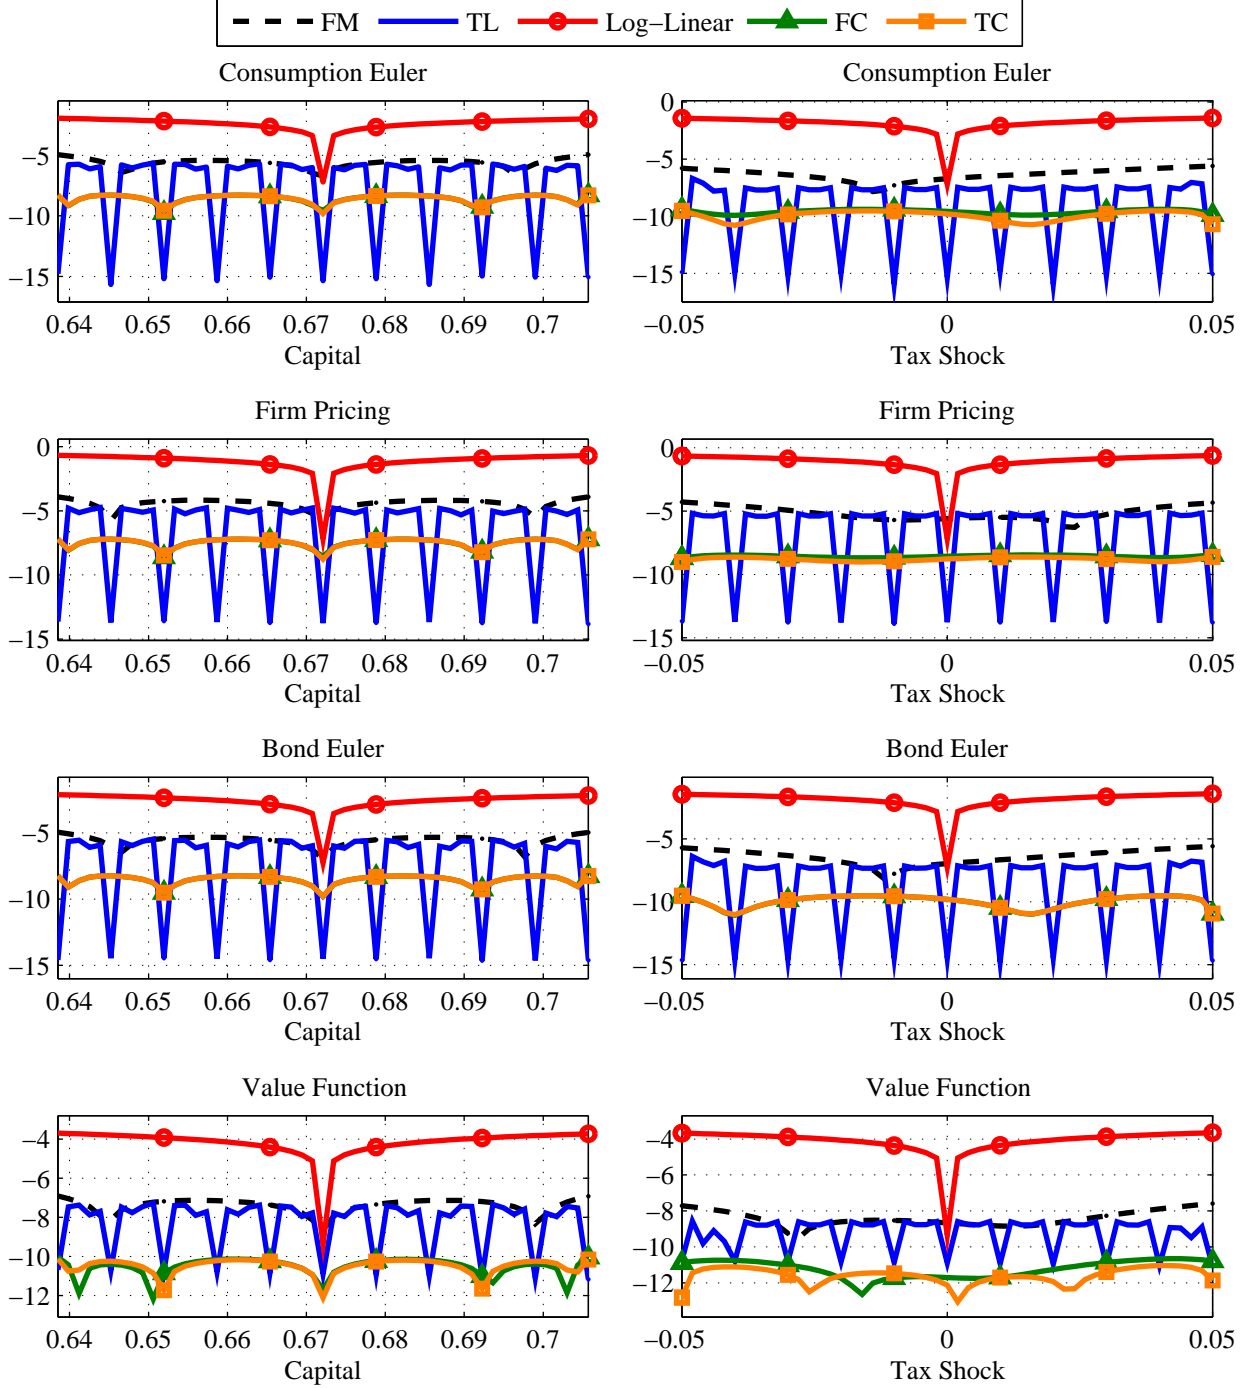 FM TL Log−Linear FC TC
Consumption Euler Consumption Euler
−5
−10
−15
0.64 0.65 0.66 0.67 0.68 0.69 0.7
Capital
0
−5
−10
−15
−0.05 0 0.05
Tax Shock
Firm Pricing Firm Pricing
0
−5
−10
−15
0.64 0.65 0.66 0.67 0.68 0.69 0.7
Capital
0
−5
−10
−15
−0.05 0 0.05
Tax Shock
Bond Euler Bond Euler
−5
−10
−15
0.64 0.65 0.66 0.67 0.68 0.69 0.7
Capital
−5
−10
−15
−0.05 0 0.05
Tax Shock
Value Function Value Function
−4
−6
−8
−10
−12
0.64 0.65 0.66 0.67 0.68 0.69 0.7
Capital
−4
−6
−8
−10
−12
−0.05 0 0.05
Tax Shock